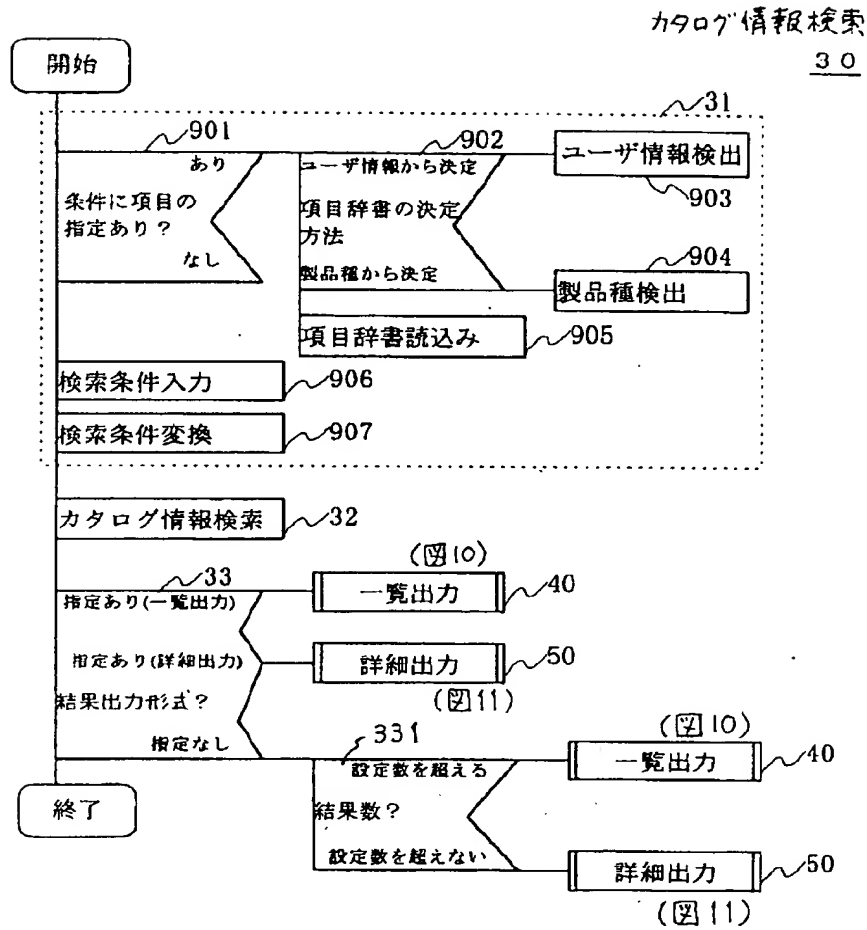 カタログ情報検索
30
開始
31
901
902
あり
ユーザ情報から決定
ユーザ情報検出
903
条件に項目の
指定あり?
項目辞書の決定
方法
なし
製品種から決定
904
製品種検出
項目辞書読込み
905
検索条件入力
906
検索条件変換
907
カタログ情報検索
32
(図10)
33
指定あり(一覧出力)
一覧出力
40
指定あり(詳細出力)
詳細出力
50
(図11)
結果出力形式?
指定なし
331
(図10)
設定数を超える
一覧出力
40
終了
結果数?
設定数を超えない
詳細出力
50
(図11)